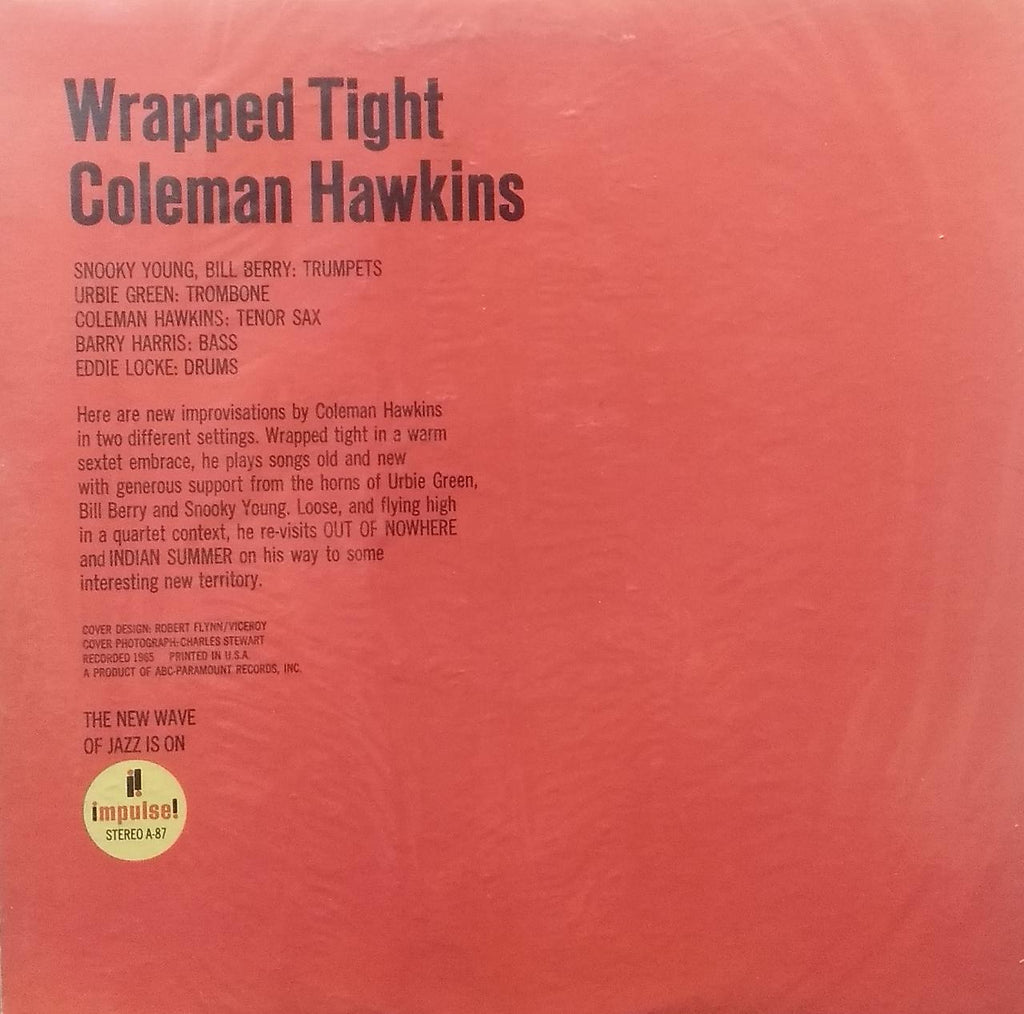 Wrapped Tight
Coleman Hawkins
SNOOKY YOUNG, BILL BERRY: TRUMPETS
URBIE GREEN: TROMBONE
COLEMAN HAWKINS: TENOR SAX
BARRY HARRIS: BASS
EDDIE LOCKE: DRUMS
Here are new improvisations by Coleman Hawkins
in two different settings. Wrapped tight in a warm
sextet embrace, he plays songs old and new
with generous support from the horns of Urbie Green,
Bill Berry and Snooky Young. Loose, and flying high
in a quartet context, he re-visits OUT OF NOWHERE
and INDIAN SUMMER on his way to some
interesting new territory.
COVER DESIGN: ROBERT FLYNN/VICEROY
COVER PHOTOGRAPH: CHARLES STEWART
RECORDED 1965 PRINTED IN U.S.A.
A PRODUCT OF ABC-PARAMOUNT RECORDS, INC.
THE NEW WAVE
OF JAZZ IS ON
i!
impulse!
STEREO A-87